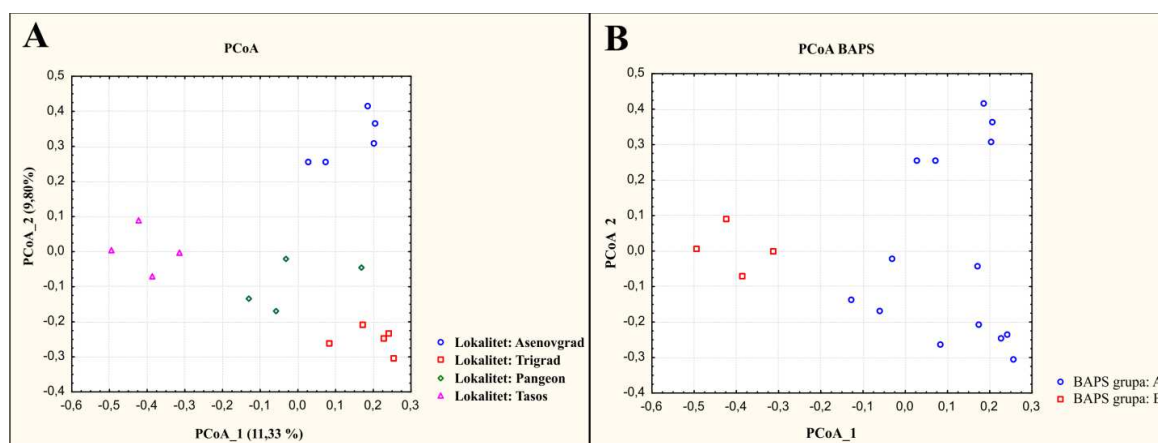 A
PCoA
0,5
0,4
0,3
0,2
0,1
0,0
-0,1
-0,2
-0,3
-0,4
-0,6 -0,5 -0,4 -0,3 -0,2 -0,1 0,0 0,1 0,2 0,3
PCoA_2 (9,80%)
PCoA_1 (11,33 %)
Lokalitet: Asenovgrad
Lokalitet: Trigrad
Lokalitet: Pangeon
Lokalitet: Tasos
B
PCoA BAPS
0,5
0,4
0,3
0,2
0,1
0,0
-0,1
-0,2
-0,3
-0,4
-0,6 -0,5 -0,4 -0,3 -0,2 -0,1 0,0 0,1 0,2 0,3
PCoA_2
PCoA_1
BAPS grupa: A
BAPS grupa: